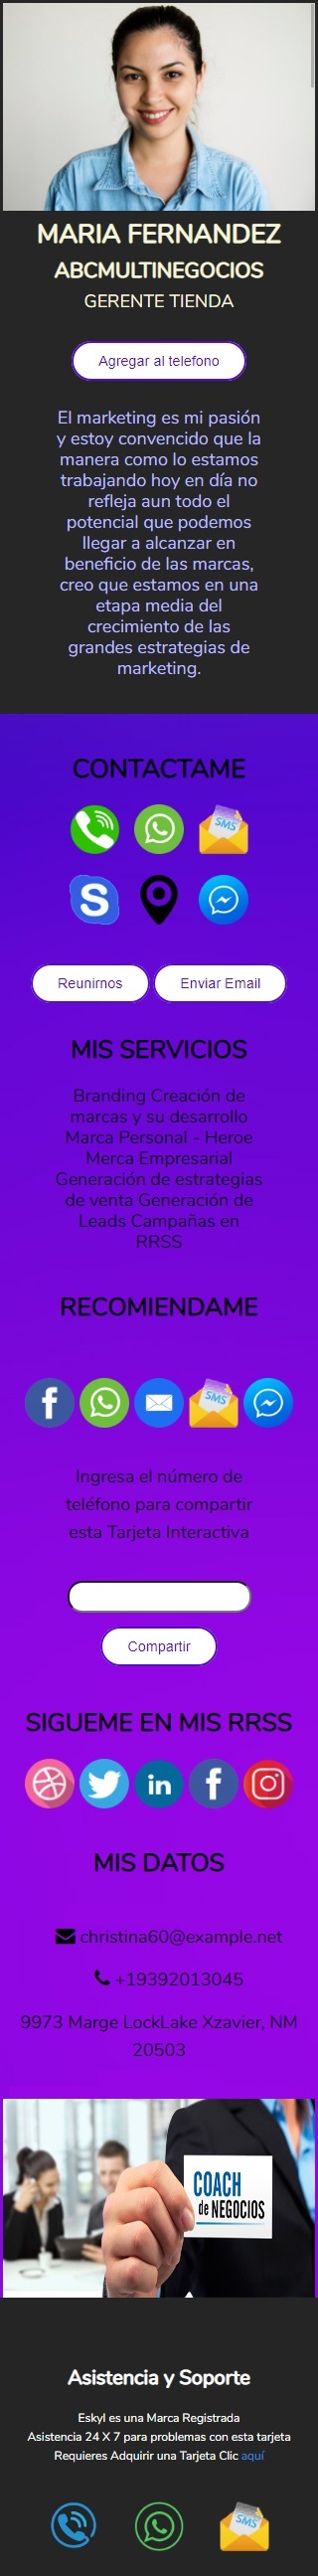 MARIA FERNANDEZ
ABCMULTINEGOCIOS
GERENTE TIENDA
Agregar al telefono
El marketing es mi pasión
y estoy convencido que la
manera como lo estamos
trabajando hoy en día no
refleja aun todo el
potencial que podemos
llegar a alcanzar en
beneficio de las marcas,
creo que estamos en una
etapa media del
crecimiento de las
grandes estrategias de
marketing.
CONTACTAME
SMS
S
Reunirnos Enviar Email
MIS SERVICIOS
Branding Creación de
marcas y su desarrollo
Marca Personal - Heroe
Merca Empresarial
Generación de estrategias
de venta Generación de
Leads Campañas en
RRSS
RECOMIENDAME
f SMS
Ingresa el número de
teléfono para compartir
esta Tarjeta Interactiva
Compartir
SIGUEME EN MIS RRSS
in f
MIS DATOS
christina60@example.net
+19392013045
9973 Marge LockLake Xzavier, NM
20503
COACH
de NEGOCIOS
Asistencia y Soporte
Eskyl es una Marca Registrada
Asistencia 24 X 7 para problemas con esta tarjeta
Requieres Adquirir una Tarjeta Clic aquí
SMS